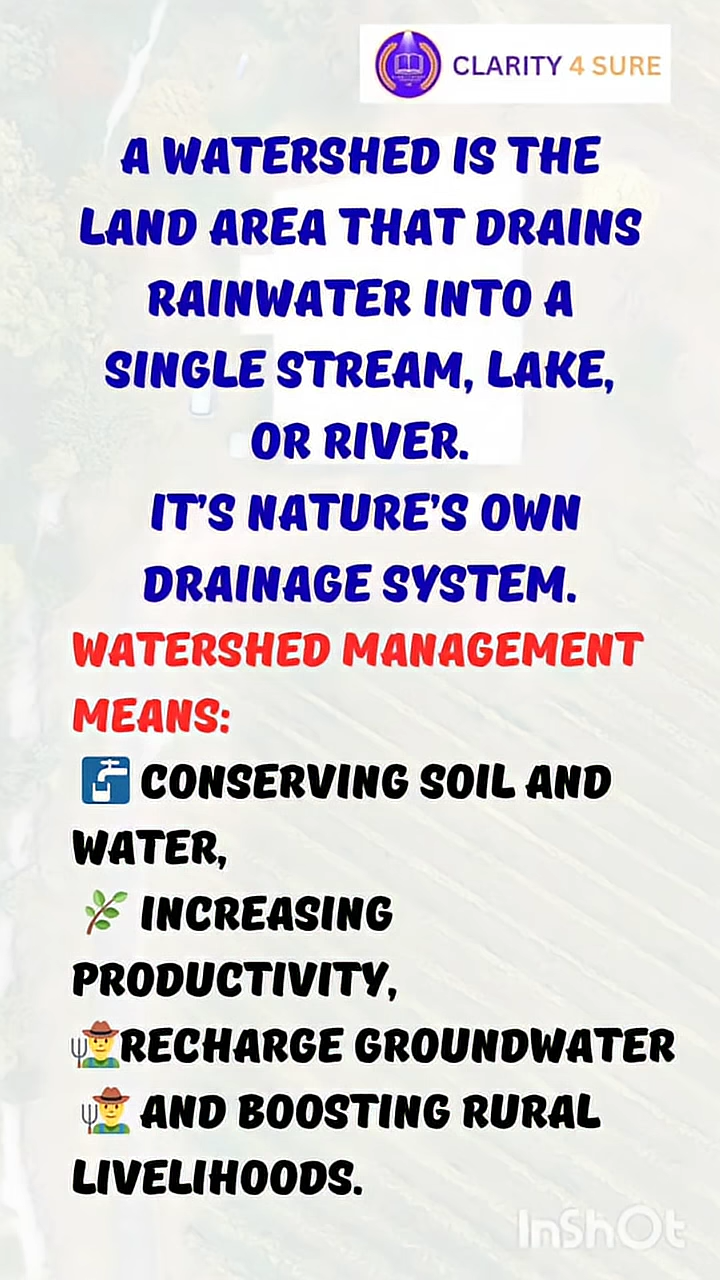 CLARITY 4 SURE
A WATERSHED IS THE
LAND AREA THAT DRAINS
RAINWATER INTO A
SINGLE STREAM, LAKE,
OR RIVER.
IT'S NATURE'S OWN
DRAINAGE SYSTEM.
WATERSHED MANAGEMENT
MEANS:
🚰 CONSERVING SOIL AND
WATER,
🌿 INCREASING
PRODUCTIVITY,
👨‍🌾RECHARGE GROUNDWATER
👨‍🌾 AND BOOSTING RURAL
LIVELIHOODS.
InShOt